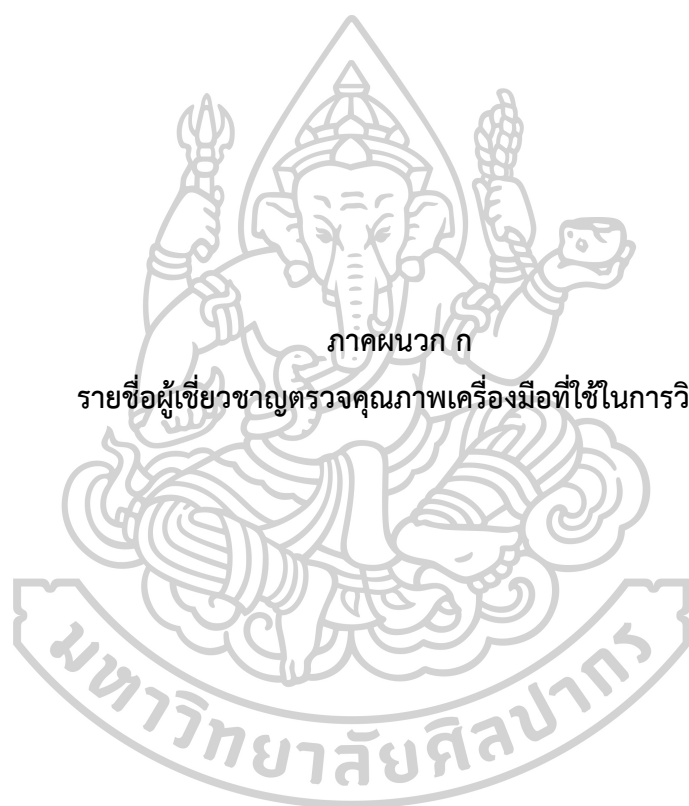 ภาคผนวก ก
รายชื่อผู้เชี่ยวชาญตรวจคุณภาพเครื่องมือที่ใช้ในการวิ
มหาวิทยาลัยศิลปากร